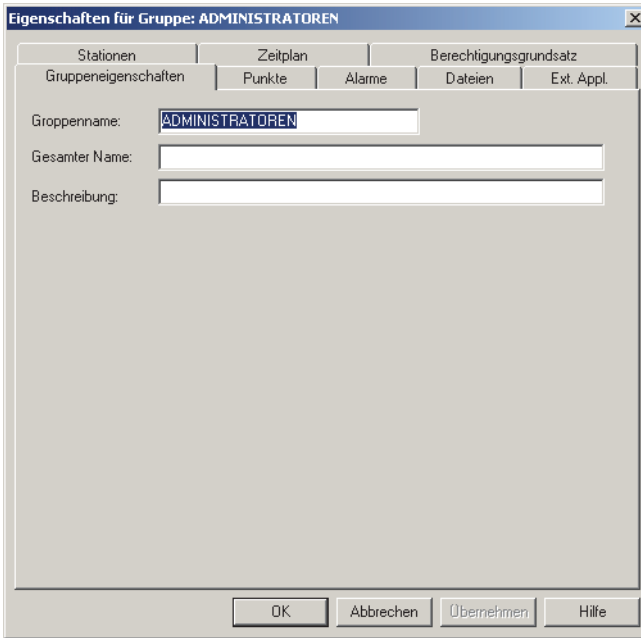 Eigenschaften für Gruppe: ADMINISTRATOREN
Stationen Zeitplan Berechtigungsgrundsatz
Gruppeneigenschaften Punkte Alarme Dateien Ext. Appl.
Groppenname: ADMINISTRATOREN
Gesamter Name:
Beschreibung:
OK Abbrechen Übernehmen Hilfe